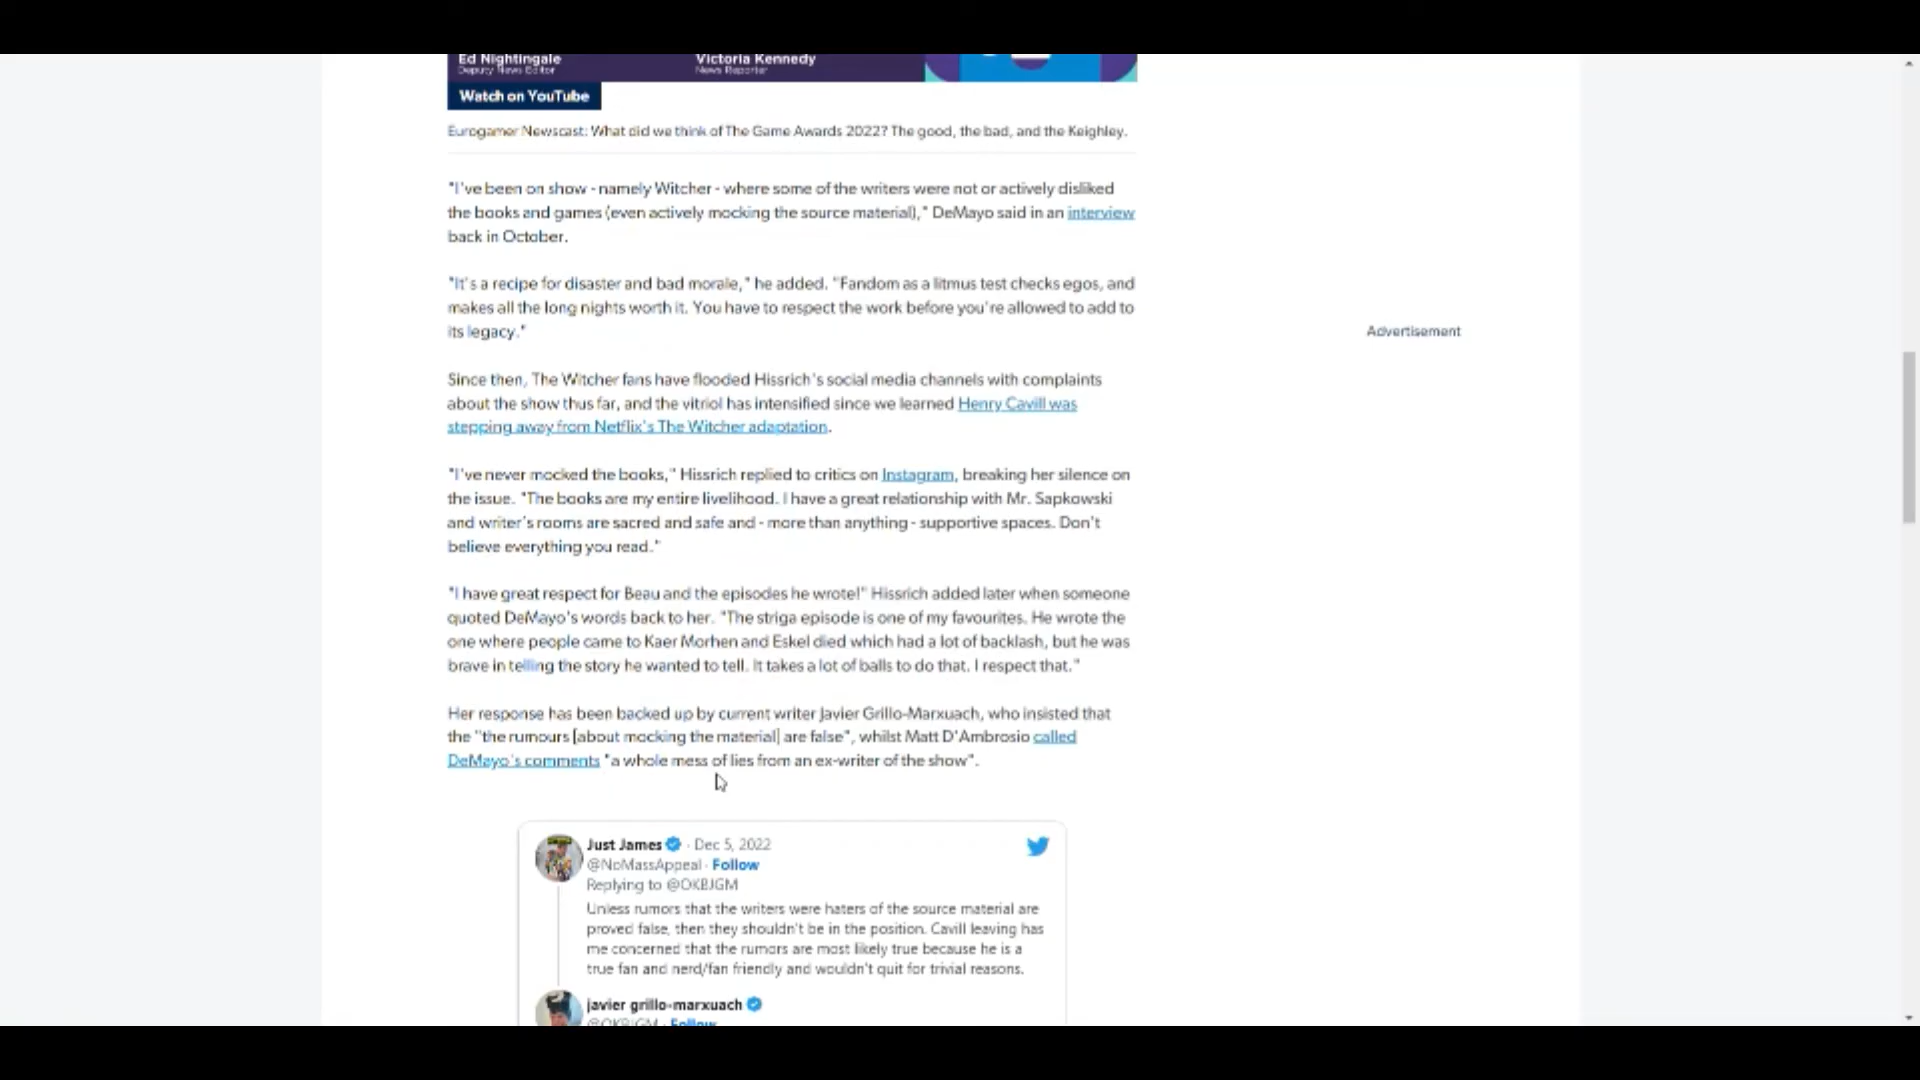 Ed Nightingale
Deputy News Editor
Victoria Kennedy
News Reporter
Watch on YouTube
Eurogamer Newscast: What did we think of The Game Awards 2022? The good, the bad, and the Keighley.
"I've been on show - namely Witcher - where some of the writers were not or actively disliked
the books and games (even actively mocking the source material)," DeMayo said in an interview
back in October.
"It's a recipe for disaster and bad morale," he added. "Fandom as a litmus test checks egos, and
makes all the long nights worth it. You have to respect the work before you're allowed to add to
its legacy."
Advertisement
Since then, The Witcher fans have flooded Hissrich's social media channels with complaints
about the show thus far, and the vitriol has intensified since we learned Henry Cavill was
stepping away from Netflix's The Witcher adaptation.
"I've never mocked the books," Hissrich replied to critics on Instagram, breaking her silence on
the issue. "The books are my entire livelihood. I have a great relationship with Mr. Sapkowski
and writer's rooms are sacred and safe and - more than anything - supportive spaces. Don't
believe everything you read."
"I have great respect for Beau and the episodes he wrote!" Hissrich added later when someone
quoted DeMayo's words back to her. "The striga episode is one of my favourites. He wrote the
one where people came to Kaer Morhen and Eskel died which had a lot of backlash, but he was
brave in telling the story he wanted to tell. It takes a lot of balls to do that. I respect that."
Her response has been backed up by current writer Javier Grillo-Marxuach, who insisted that
the "the rumours [about mocking the material] are false", whilst Matt D'Ambrosio called
DeMayo's comments "a whole mess of lies from an ex-writer of the show".
Just James · Dec 5, 2022
@NoMassAppeal · Follow
Replying to @OKBJGM
Unless rumors that the writers were haters of the source material are
proved false, then they shouldn't be in the position. Cavill leaving has
me concerned that the rumors are most likely true because he is a
true fan and nerd/fan friendly and wouldn't quit for trivial reasons.
javier grillo-marxuach
@OKBJGM · Follow